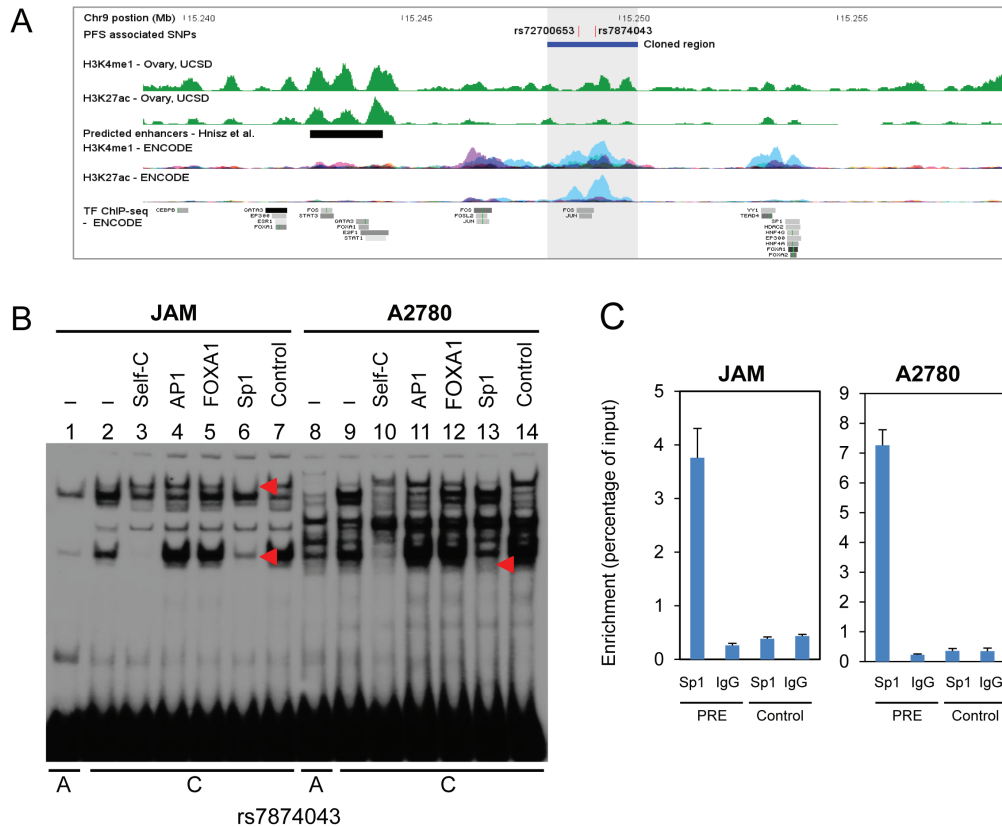 A
Chr9 postion (Mb)
15.240
15.245
15.250
15.255
PFS associated SNPs
rs72700653
rs7874043
Cloned region
H3K4me1 - Ovary, UCSD
H3K27ac - Ovary, UCSD
Predicted enhancers - Hnisz et al.
H3K4me1 - ENCODE
H3K27ac - ENCODE
TF ChIP-seq
- ENCODE
CEBPB
GATA3
EP300
ESR1
FOXA1
FOS
STAT3
GATA3
FOXA1
E2F1
STAT1
FOS
FOSL2
JUN
FOS
JUN
YY1
TEAD4
SP1
HDAC2
HNF4G
EP300
HNF4A
FOXA1
FOXA2
B
JAM
A2780
– – Self-C AP1 FOXA1 Sp1 Control – – Self-C AP1 FOXA1 Sp1 Control
1 2 3 4 5 6 7 8 9 10 11 12 13 14
A C A C
rs7874043
C
JAM
A2780
Enrichment (percentage of input)
5
4
3
2
1
0
9
8
7
6
5
4
3
2
1
0
Sp1 IgG Sp1 IgG
PRE Control
Sp1 IgG Sp1 IgG
PRE Control